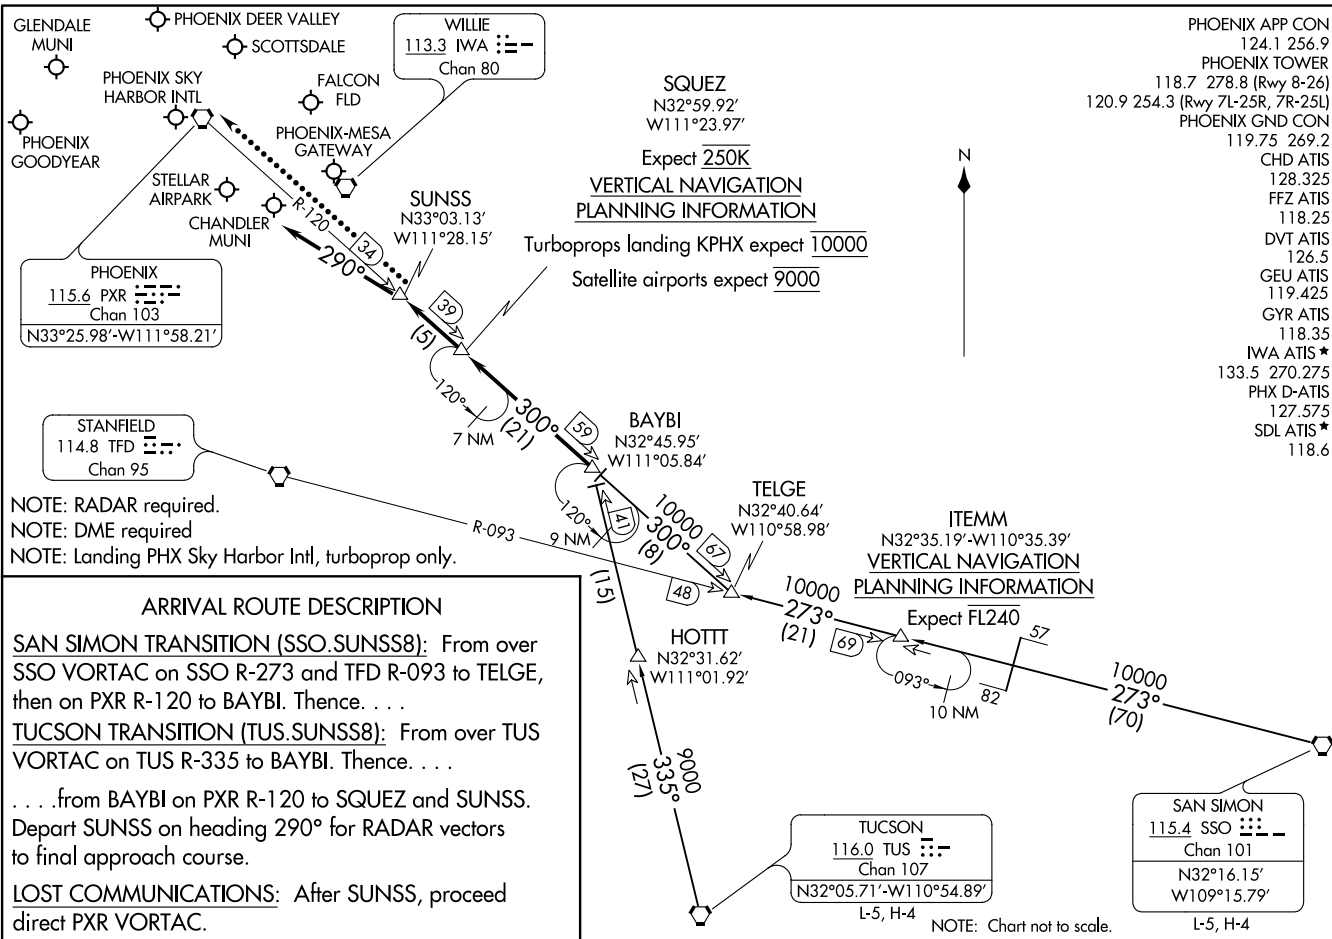 GLENDALE
MUNI
PHOENIX DEER VALLEY
SCOTTSDALE
WILLIE
113.3 IWA
Chan 80
PHOENIX SKY
HARBOR INTL
FALCON
FLD
PHOENIX
GOODYEAR
PHOENIX-MESA
GATEWAY
STELLAR
AIRPARK
CHANDLER
MUNI
R-120
34
290°
PHOENIX
115.6 PXR
Chan 103
N33°25.98'-W111°58.21'
SUNSS
N33°03.13'
W111°28.15'
SQUEZ
N32°59.92'
W111°23.97'
Expect 250K
VERTICAL NAVIGATION
PLANNING INFORMATION
Turboprops landing KPHX expect 10000
Satellite airports expect 9000
N
PHOENIX APP CON
124.1 256.9
PHOENIX TOWER
118.7 278.8 (Rwy 8-26)
120.9 254.3 (Rwy 7L-25R, 7R-25L)
PHOENIX GND CON
119.75 269.2
CHD ATIS
128.325
FFZ ATIS
118.25
DVT ATIS
126.5
GEU ATIS
119.425
GYR ATIS
118.35
IWA ATIS★
133.5 270.275
PHX D-ATIS
127.575
SDL ATIS★
118.6
39
(5)
120°
7 NM
300°
(21)
59
BAYBI
N32°45.95'
W111°05.84'
120°
9 NM
41
10000
300°
(8)
67
TELGE
N32°40.64'
W110°58.98'
STANFIELD
114.8 TFD
Chan 95
R-093
48
(15)
HOTTT
N32°31.62'
W111°01.92'
10000
273°
(21)
69
ITEMM
N32°35.19'-W110°35.39'
VERTICAL NAVIGATION
PLANNING INFORMATION
Expect FL240
093°
10 NM
57
82
10000
273°
(70)
9000
335°
(27)
TUCSON
116.0 TUS
Chan 107
N32°05.71'-W110°54.89'
L-5, H-4
SAN SIMON
115.4 SSO
Chan 101
N32°16.15'
W109°15.79'
L-5, H-4
NOTE: Chart not to scale.
NOTE: RADAR required.
NOTE: DME required
NOTE: Landing PHX Sky Harbor Intl, turboprop only.
ARRIVAL ROUTE DESCRIPTION
SAN SIMON TRANSITION (SSO.SUNSS8): From over
SSO VORTAC on SSO R-273 and TFD R-093 to TELGE,
then on PXR R-120 to BAYBI. Thence. . . .
TUCSON TRANSITION (TUS.SUNSS8): From over TUS
VORTAC on TUS R-335 to BAYBI. Thence. . . .
. . . .from BAYBI on PXR R-120 to SQUEZ and SUNSS.
Depart SUNSS on heading 290° for RADAR vectors
to final approach course.
LOST COMMUNICATIONS: After SUNSS, proceed
direct PXR VORTAC.